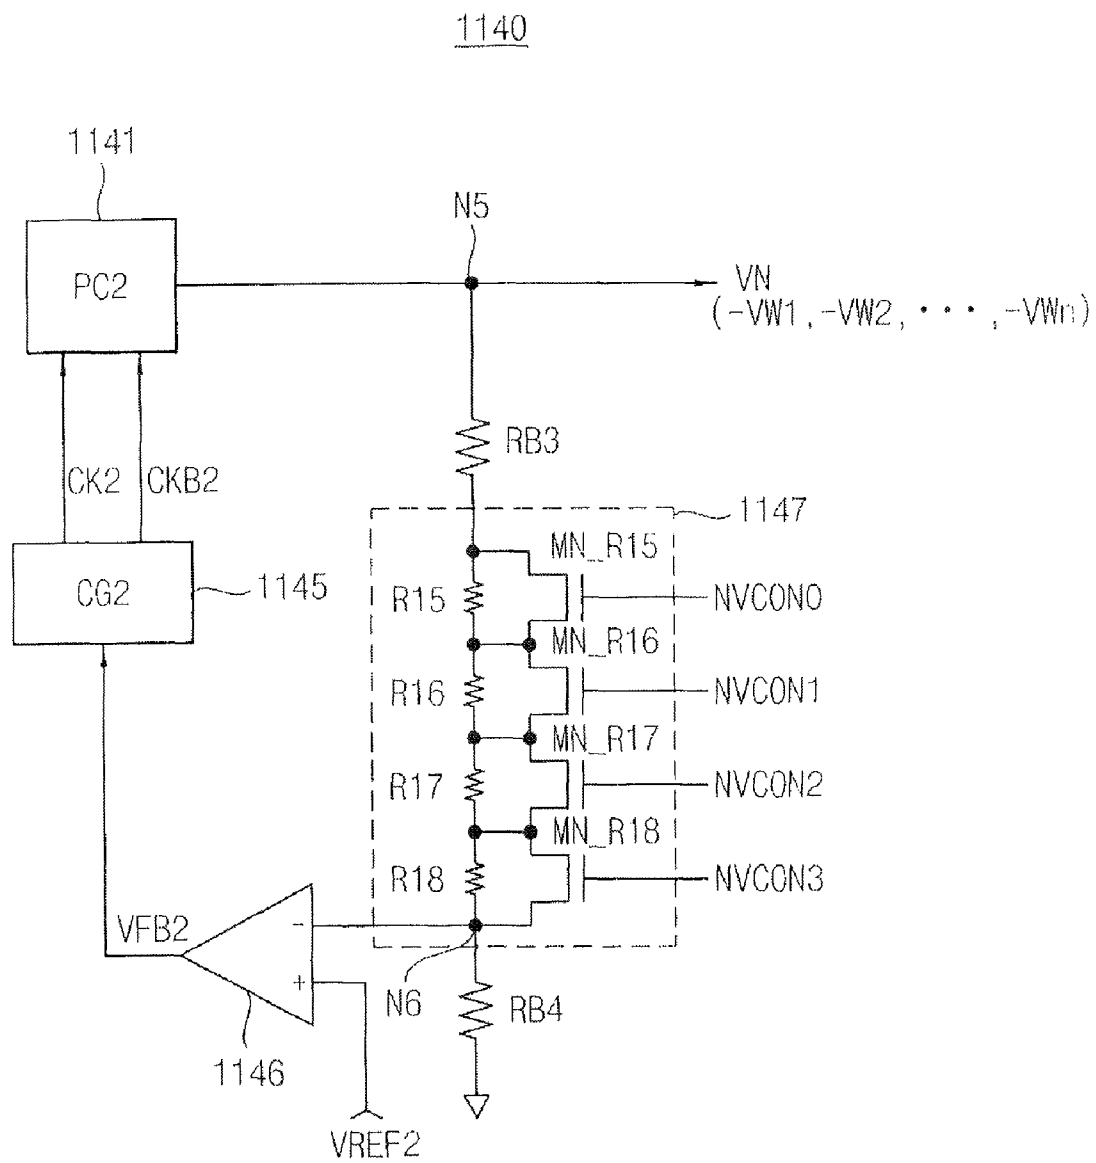 1140
1141
N5
PC2
VN
(-VW1, -VW2, ···, -VWn)
RB3
CK2
CKB2
1147
MN_R15
CG2
1145
R15
NVCON0
MN_R16
R16
NVCON1
MN_R17
R17
NVCON2
MN_R18
R18
NVCON3
VFB2
-
+
N6
RB4
1146
VREF2